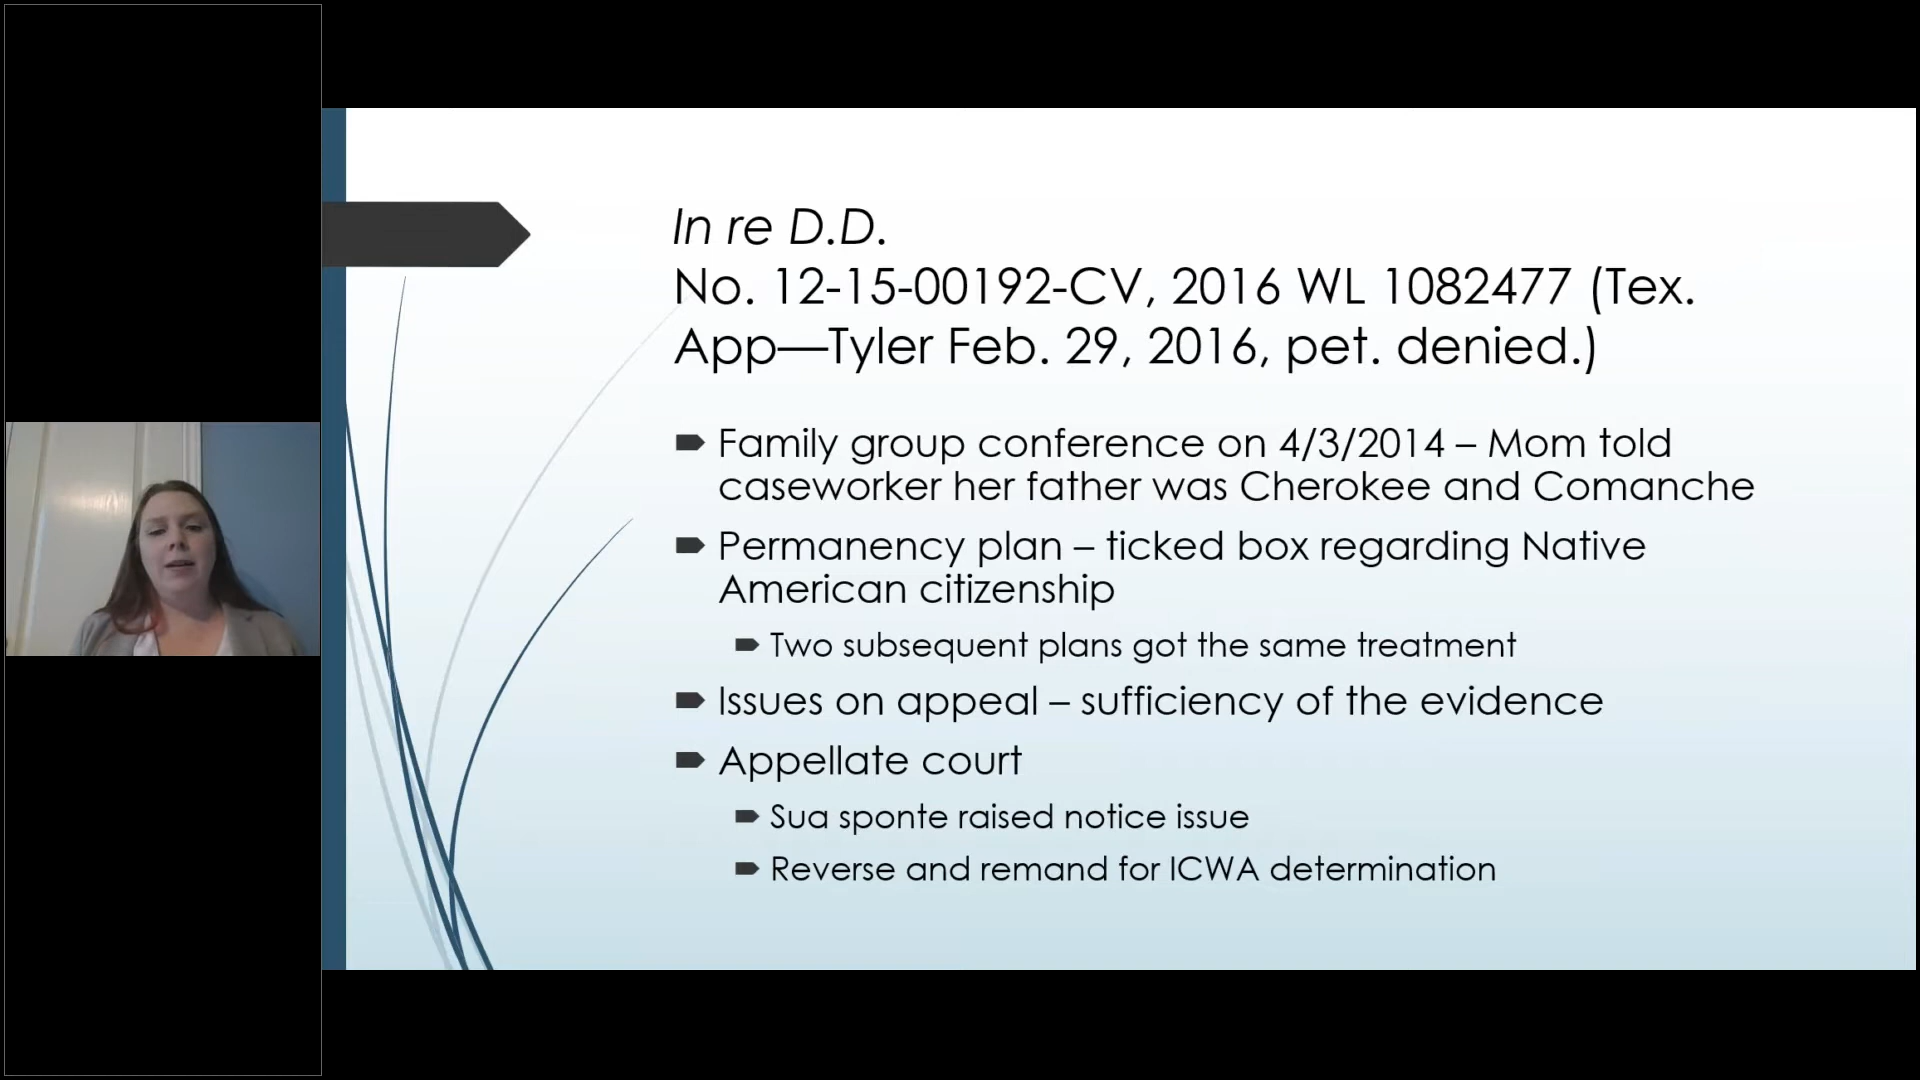 In re D.D.
No. 12-15-00192-CV, 2016 WL 1082477 (Tex.
App—Tyler Feb. 29, 2016, pet. denied.)
Family group conference on 4/3/2014 – Mom told
caseworker her father was Cherokee and Comanche
Permanency plan – ticked box regarding Native
American citizenship
Two subsequent plans got the same treatment
Issues on appeal – sufficiency of the evidence
Appellate court
Sua sponte raised notice issue
Reverse and remand for ICWA determination